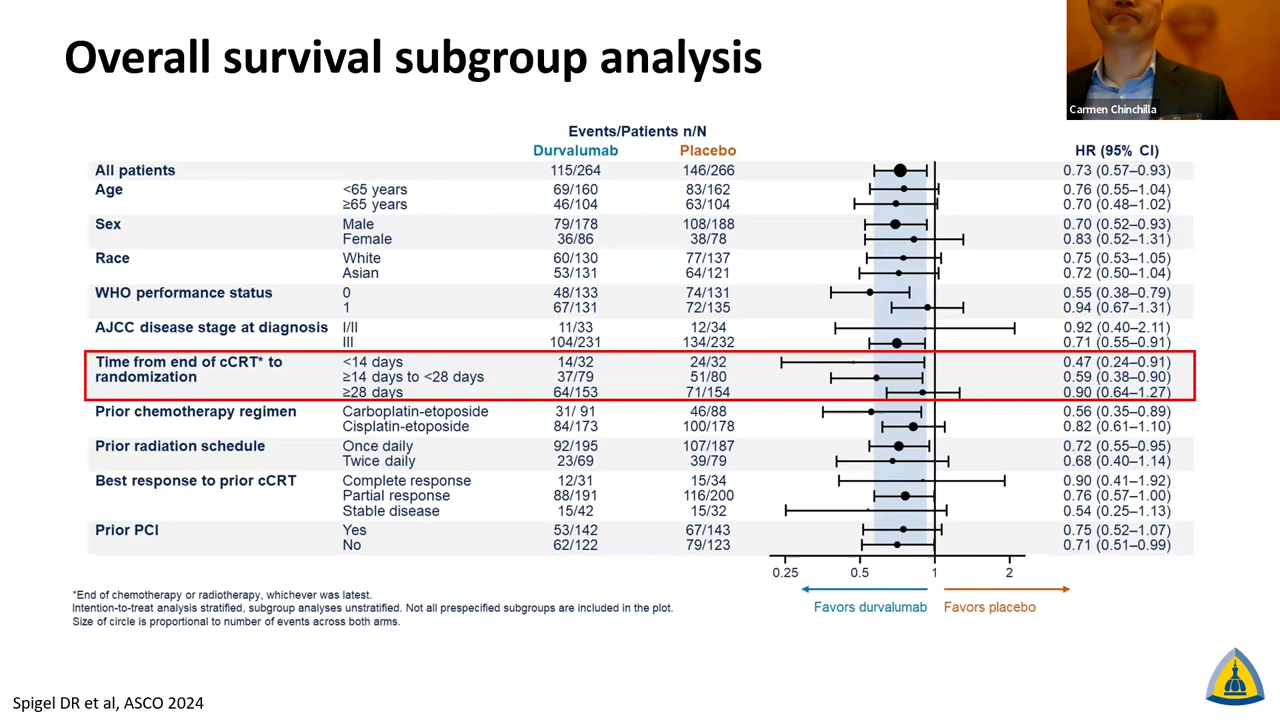 Overall survival subgroup analysis
Carmen Chinchilla
Events/Patients n/N
Durvalumab Placebo HR (95% CI)
All patients 115/264 146/266 0.73 (0.57–0.93)
Age <65 years 69/160 83/162 0.76 (0.55–1.04)
≥65 years 46/104 63/104 0.70 (0.48–1.02)
Sex Male 79/178 108/188 0.70 (0.52–0.93)
Female 36/86 38/78 0.83 (0.52–1.31)
Race White 60/130 77/137 0.75 (0.53–1.05)
Asian 53/131 64/121 0.72 (0.50–1.04)
WHO performance status 0 48/133 74/131 0.55 (0.38–0.79)
1 67/131 72/135 0.94 (0.67–1.31)
AJCC disease stage at diagnosis I/II 11/33 12/34 0.92 (0.40–2.11)
III 104/231 134/232 0.71 (0.55–0.91)
Time from end of cCRT* to <14 days 14/32 24/32 0.47 (0.24–0.91)
randomization ≥14 days to <28 days 37/79 51/80 0.59 (0.38–0.90)
≥28 days 64/153 71/154 0.90 (0.64–1.27)
Prior chemotherapy regimen Carboplatin-etoposide 31/ 91 46/88 0.56 (0.35–0.89)
Cisplatin-etoposide 84/173 100/178 0.82 (0.61–1.10)
Prior radiation schedule Once daily 92/195 107/187 0.72 (0.55–0.95)
Twice daily 23/69 39/79 0.68 (0.40–1.14)
Best response to prior cCRT Complete response 12/31 15/34 0.90 (0.41–1.92)
Partial response 88/191 116/200 0.76 (0.57–1.00)
Stable disease 15/42 15/32 0.54 (0.25–1.13)
Prior PCI Yes 53/142 67/143 0.75 (0.52–1.07)
No 62/122 79/123 0.71 (0.51–0.99)
0.25 0.5 1 2
Favors durvalumab Favors placebo
*End of chemotherapy or radiotherapy, whichever was latest.
Intention-to-treat analysis stratified, subgroup analyses unstratified. Not all prespecified subgroups are included in the plot.
Size of circle is proportional to number of events across both arms.
Spigel DR et al, ASCO 2024